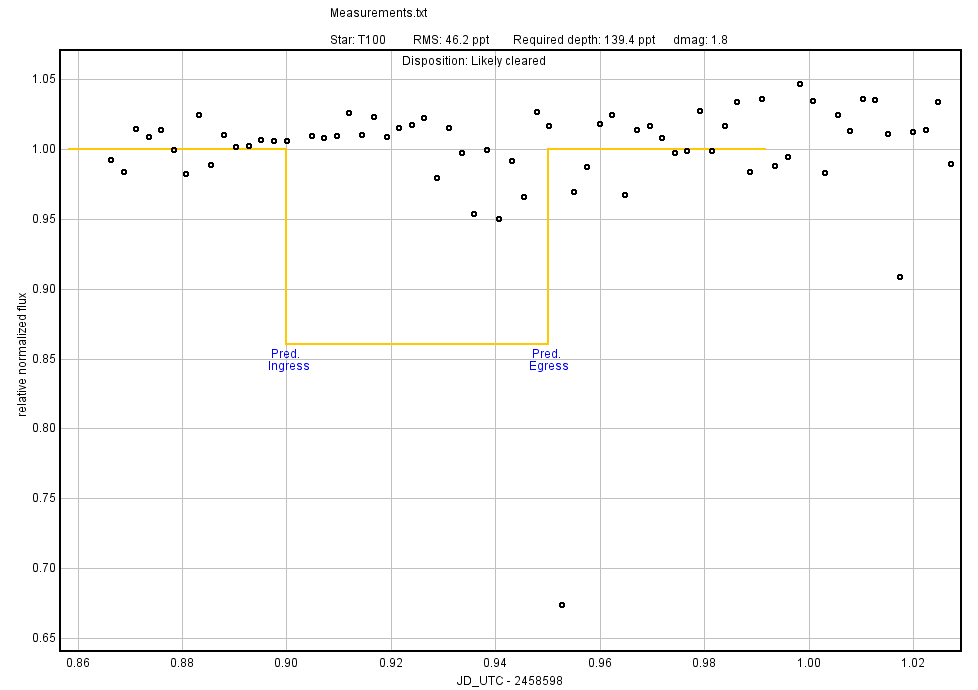 Measurements.txt
Star: T100 RMS: 46.2 ppt Required depth: 139.4 ppt dmag: 1.8
Disposition: Likely cleared
1.05
1.00
0.95
0.90
0.85
0.80
0.75
0.70
0.65
relative normalized flux
Pred.
Ingress
Pred.
Egress
0.86 0.88 0.90 0.92 0.94 0.96 0.98 1.00 1.02
JD_UTC - 2458598